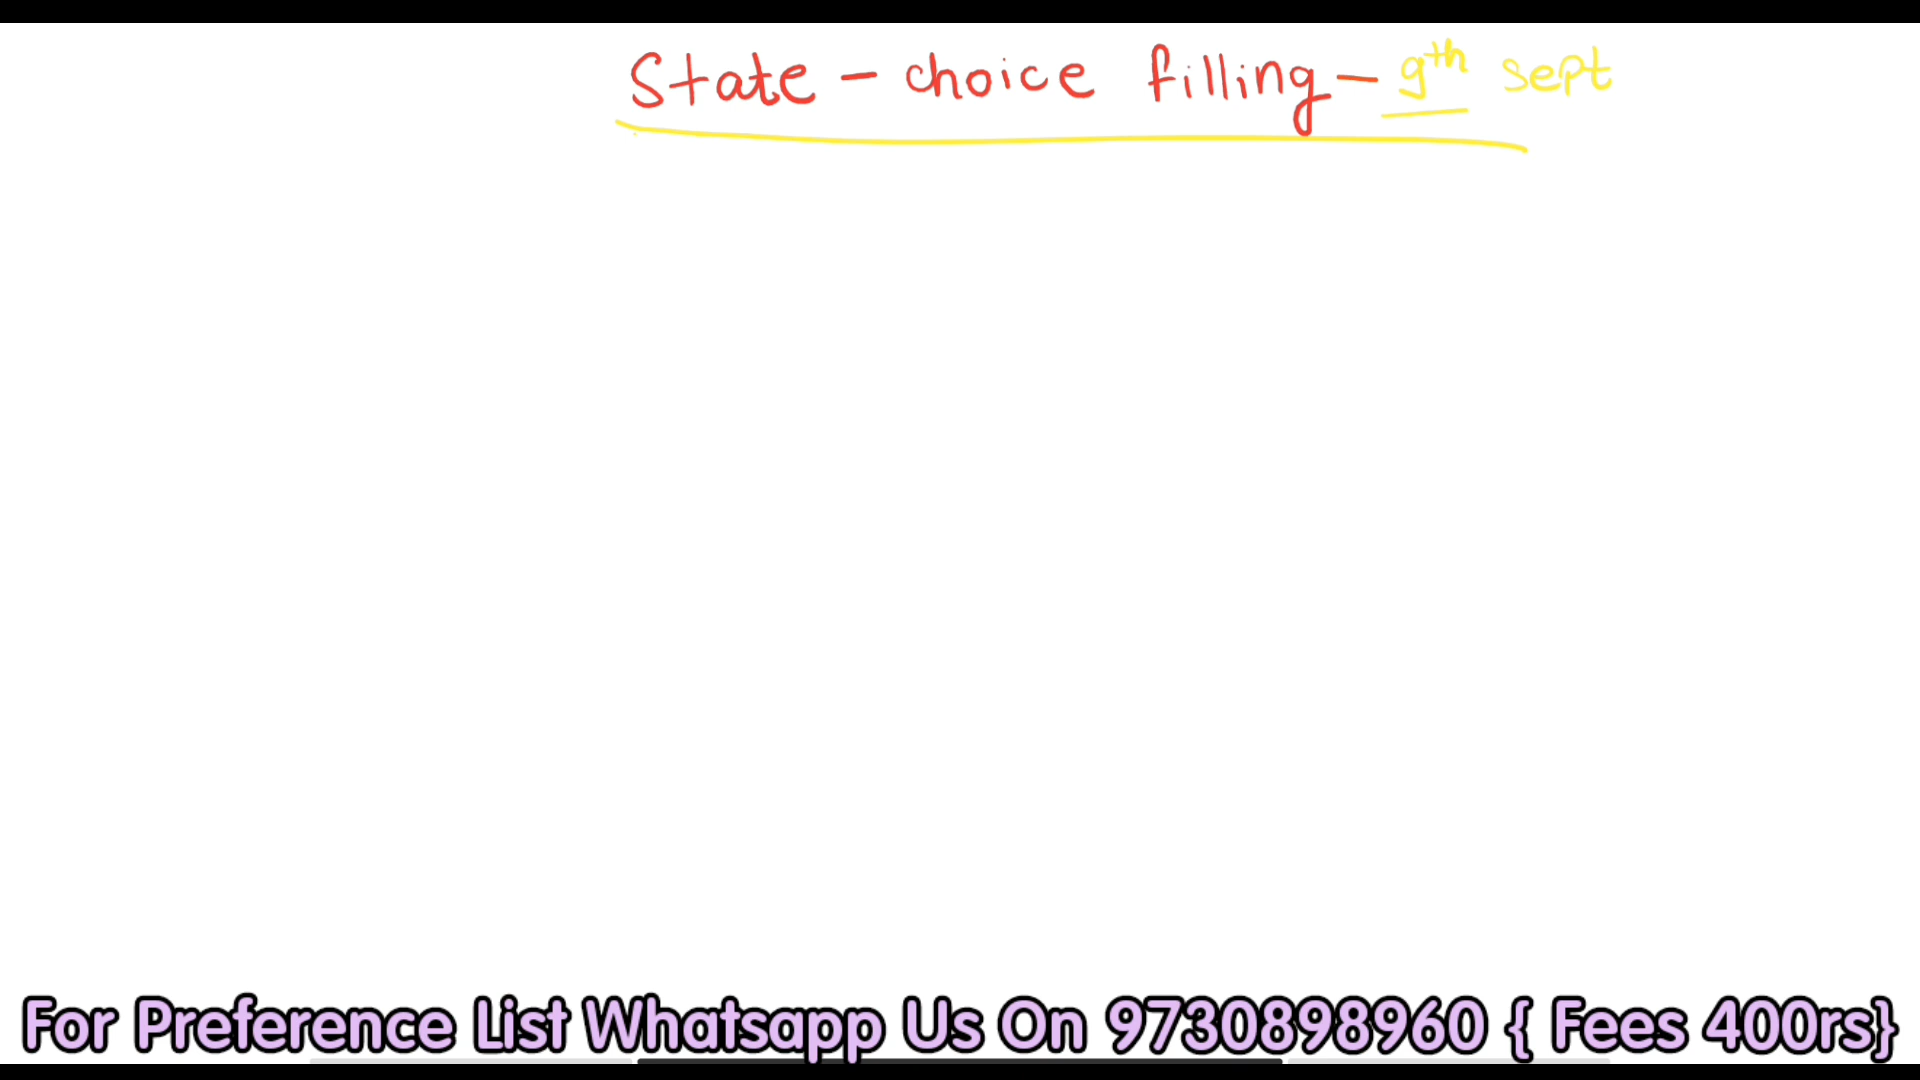 State - choice filling - 9th sept
For Preference List Whatsapp Us On 9730898960 { Fees 400rs}